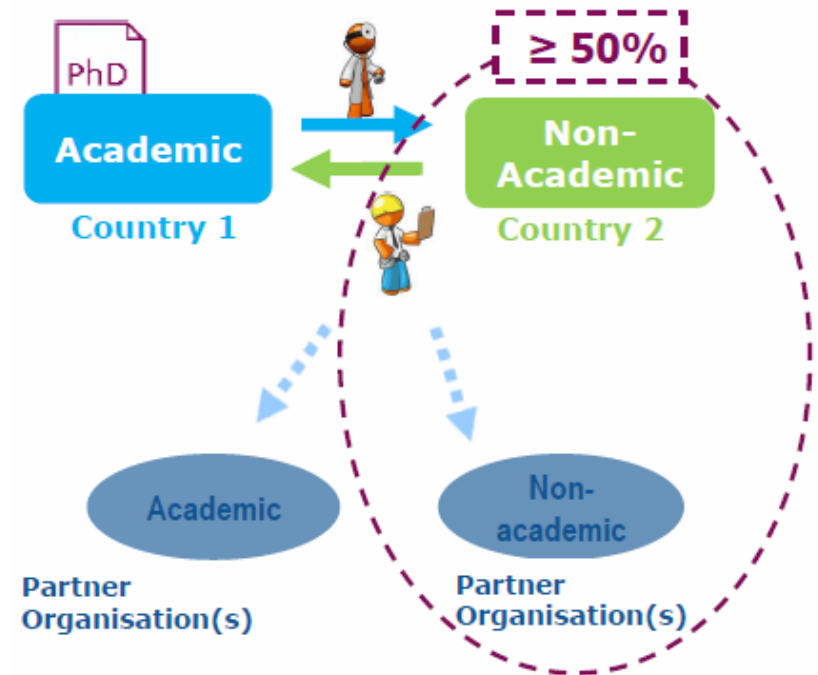 ≥ 50%
PhD
Academic
Non-
Academic
Country 1
Country 2
Academic
Non-
academic
Partner
Organisation(s)
Partner
Organisation(s)